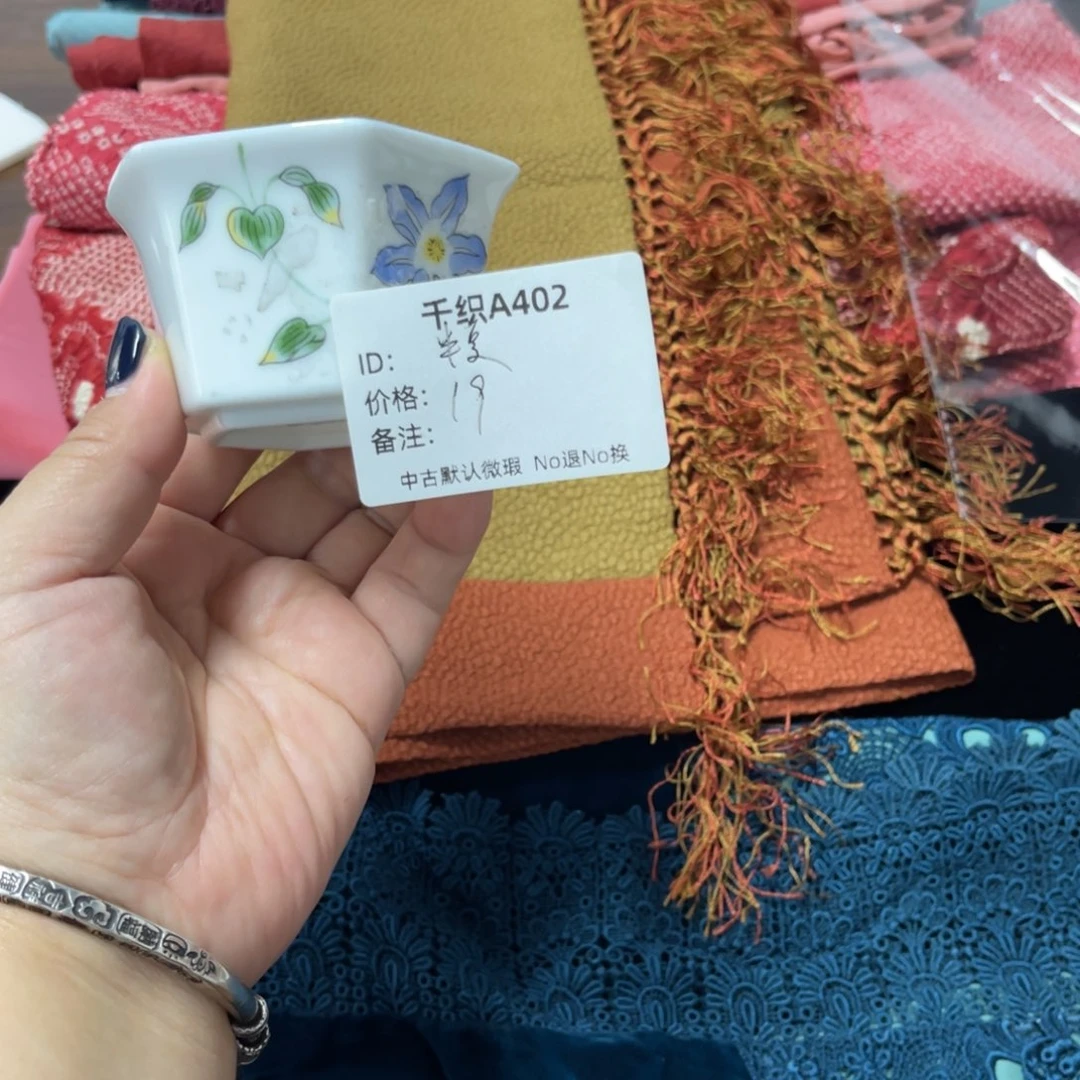 千织A402
ID:
价格: 19
备注:
中古默认微瑕 No退No换